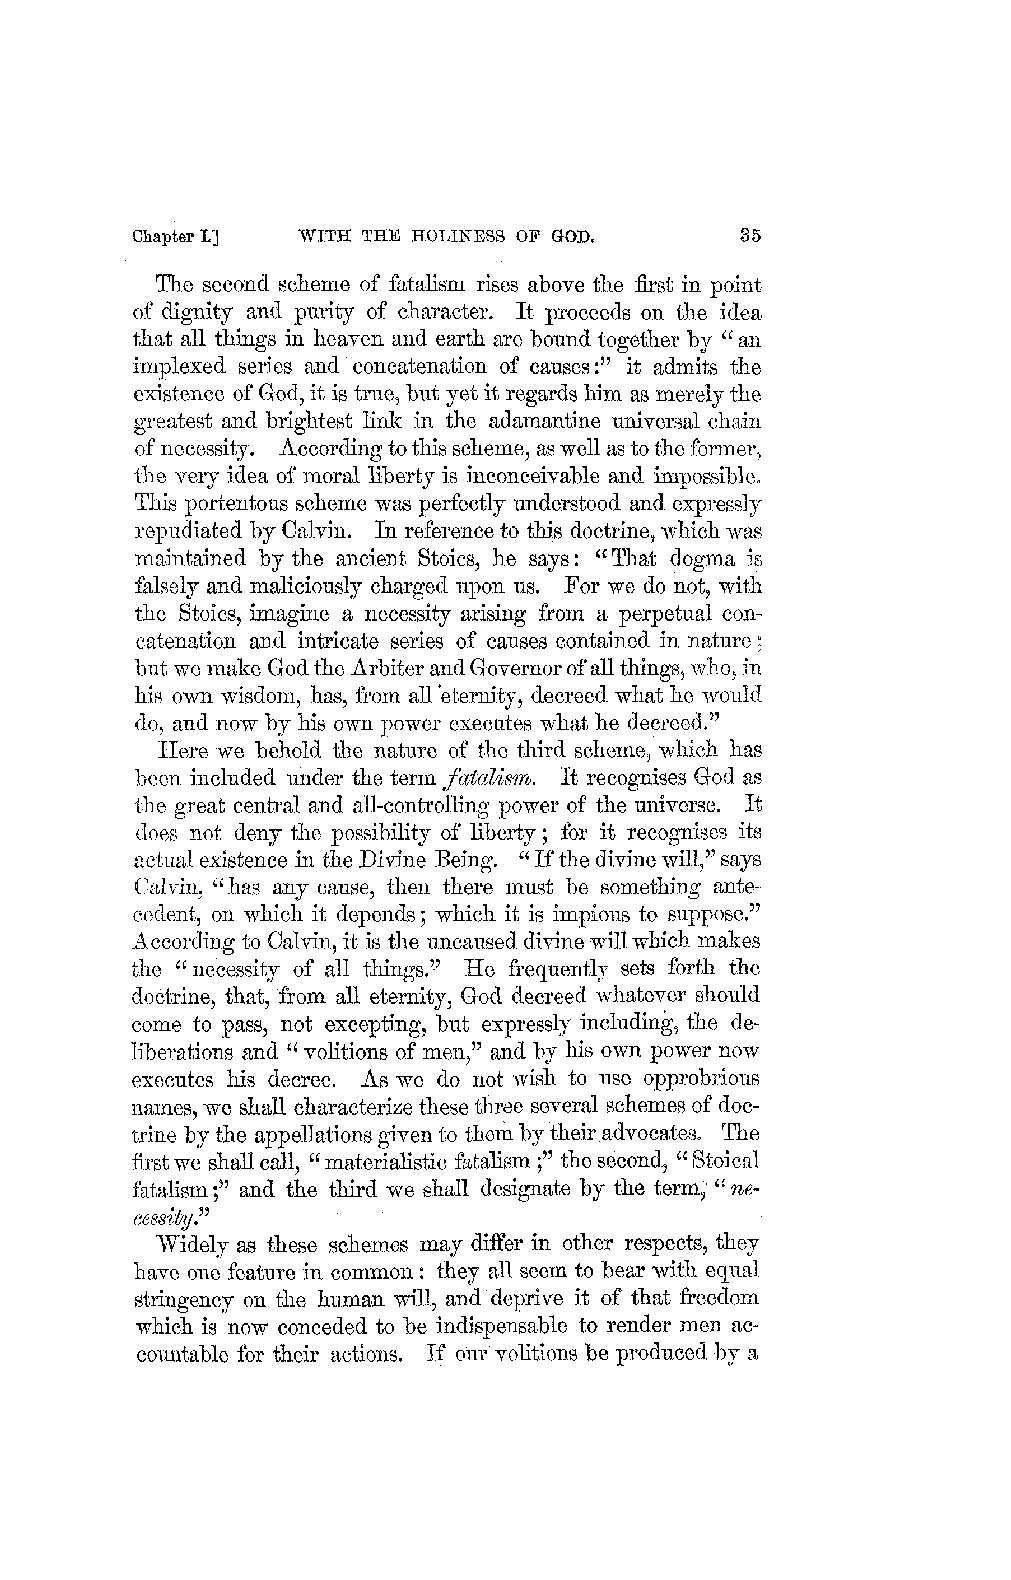 Chapter I.] WITH THE HOLINESS OF GOD. 35
The second scheme of fatalism rises above the first in point
of dignity and purity of character. It proceeds on the idea
that all things in heaven and earth are bound together by “an
implexed series and concatenation of causes:” it admits the
existence of God, it is true, but yet it regards him as merely the
greatest and brightest link in the adamantine universal chain
of necessity. According to this scheme, as well as to the former,
the very idea of moral liberty is inconceivable and impossible.
This portentous scheme was perfectly understood and expressly
repudiated by Calvin. In reference to this doctrine, which was
maintained by the ancient Stoics, he says: “That dogma is
falsely and maliciously charged upon us. For we do not, with
the Stoics, imagine a necessity arising from a perpetual con-
catenation and intricate series of causes contained in nature;
but we make God the Arbiter and Governor of all things, who, in
his own wisdom, has, from all eternity, decreed what he would
do, and now by his own power executes what he decreed.”
Here we behold the nature of the third scheme, which has
been included under the term fatalism. It recognises God as
the great central and all-controlling power of the universe. It
does not deny the possibility of liberty; for it recognises its
actual existence in the Divine Being. “If the divine will,” says
Calvin, “has any cause, then there must be something ante-
cedent, on which it depends; which it is impious to suppose.”
According to Calvin, it is the uncaused divine will which makes
the “necessity of all things.” He frequently sets forth the
doctrine, that, from all eternity, God decreed whatever should
come to pass, not excepting, but expressly including, the de-
liberations and “volitions of men,” and by his own power now
executes his decree. As we do not wish to use opprobrious
names, we shall characterize these three several schemes of doc-
trine by the appellations given to them by their advocates. The
first we shall call, “materialistic fatalism;” the second, “Stoical
fatalism;” and the third we shall designate by the term, “ne-
cessity.”
Widely as these schemes may differ in other respects, they
have one feature in common: they all seem to bear with equal
stringency on the human will, and deprive it of that freedom
which is now conceded to be indispensable to render men ac-
countable for their actions. If our volitions be produced by a